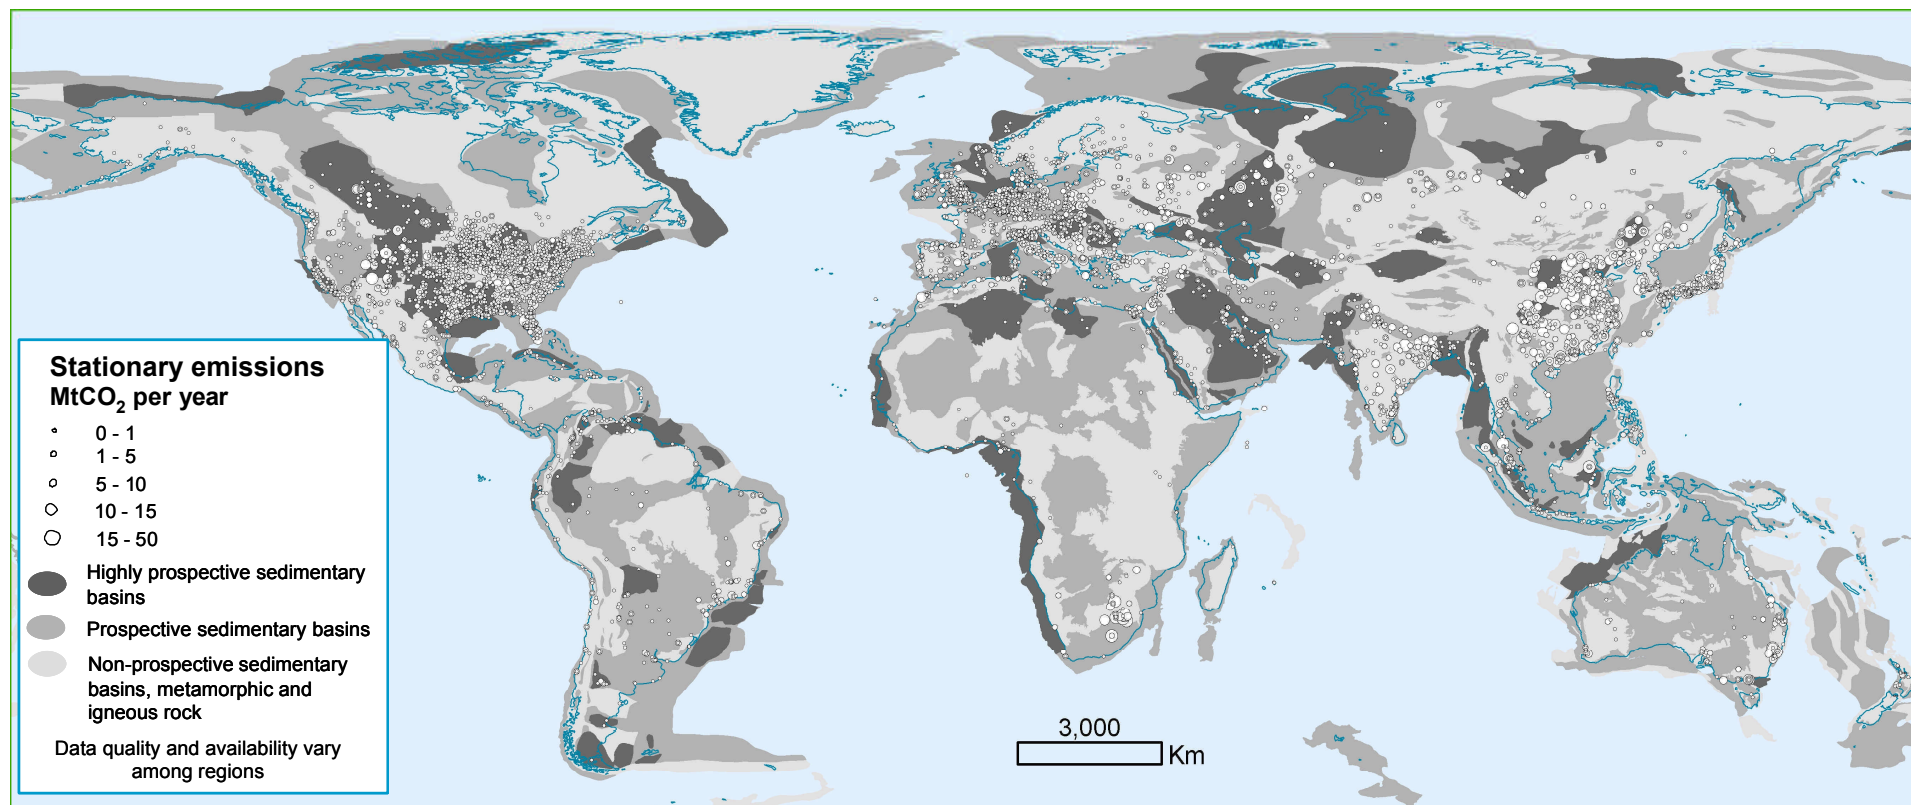 Stationary emissions
MtCO₂ per year
0 - 1
1 - 5
5 - 10
10 - 15
15 - 50
Highly prospective sedimentary
basins
Prospective sedimentary basins
Non-prospective sedimentary
basins, metamorphic and
igneous rock
Data quality and availability vary
among regions
3,000
Km